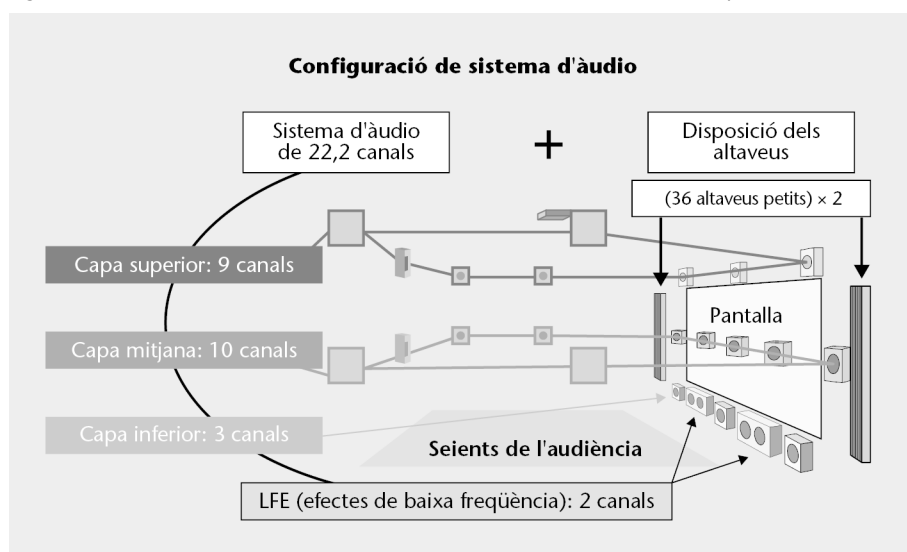 Configuració de sistema d'àudio
Sistema d'àudio
de 22,2 canals
+
Disposició dels
altaveus
(36 altaveus petits) × 2
Capa superior: 9 canals
Pantalla
Capa mitjana: 10 canals
Capa inferior: 3 canals
Seients de l'audiència
LFE (efectes de baixa freqüència): 2 canals